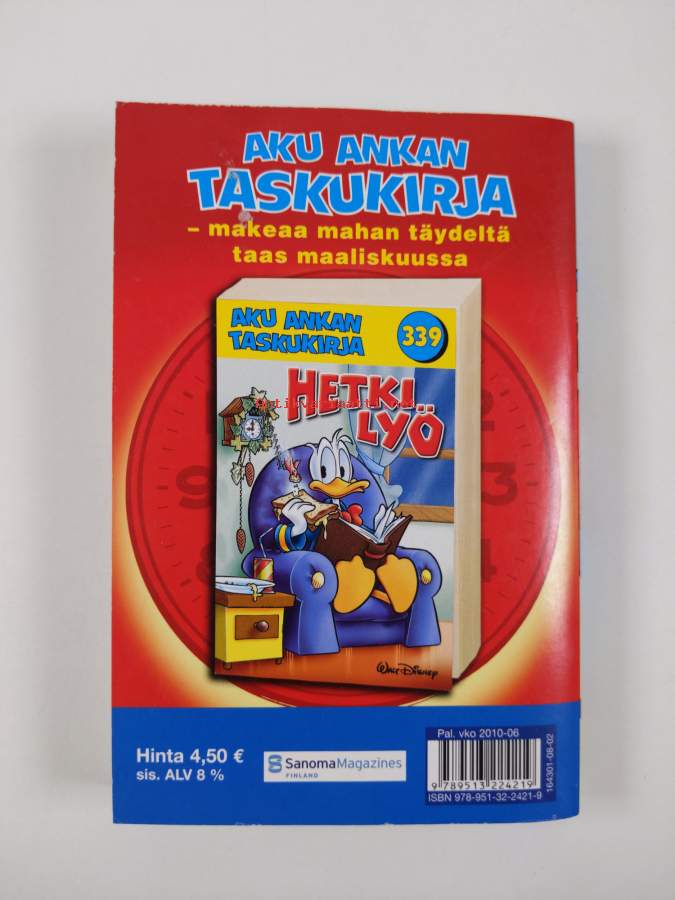 AKU ANKAN
TASKUKIRJA
– makeaa mahan täydeltä
taas maaliskuussa
AKU ANKAN
TASKUKIRJA
339
HETKI
LYÖ
WALT DISNEY
Pal. vko 2010-06
Hinta 4,50 €
sis. ALV 8 %
SanomaMagazines
FINLAND
9 789513 224219
ISBN 978-951-32-2421-9
164301-08-02